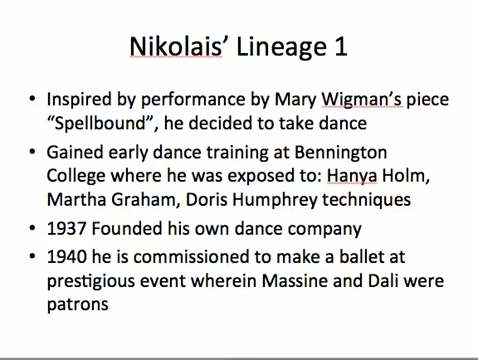 Nikolais’ Lineage 1
• Inspired by performance by Mary Wigman’s piece
“Spellbound”, he decided to take dance
• Gained early dance training at Bennington
College where he was exposed to: Hanya Holm,
Martha Graham, Doris Humphrey techniques
• 1937 Founded his own dance company
• 1940 he is commissioned to make a ballet at
prestigious event wherein Massine and Dali were
patrons